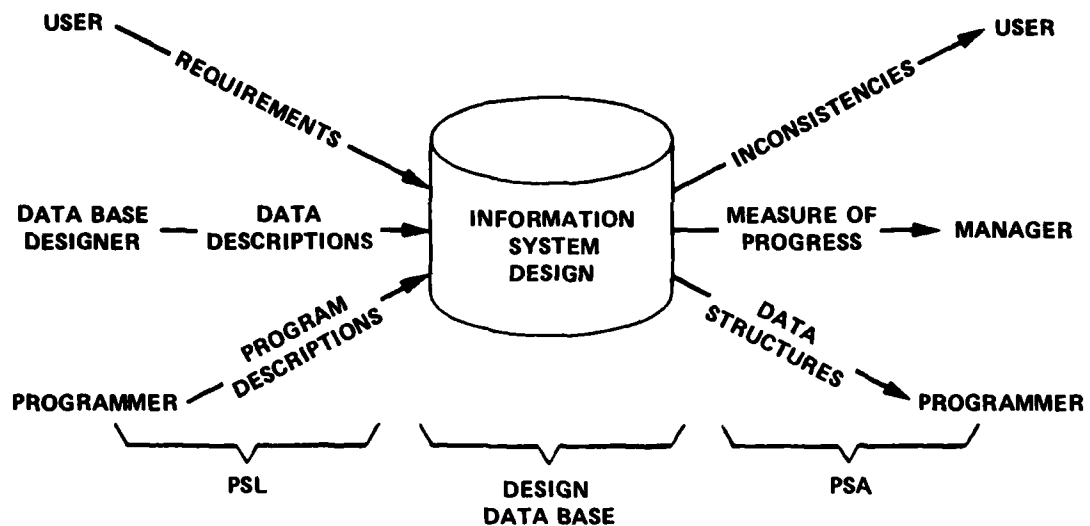 USER
REQUIREMENTS
DATA BASE
DESIGNER
DATA
DESCRIPTIONS
PROGRAM
DESCRIPTIONS
PROGRAMMER
INFORMATION
SYSTEM
DESIGN
USER
INCONSISTENCIES
MEASURE OF
PROGRESS
MANAGER
DATA
STRUCTURES
PROGRAMMER
PSL
DESIGN
DATA BASE
PSA